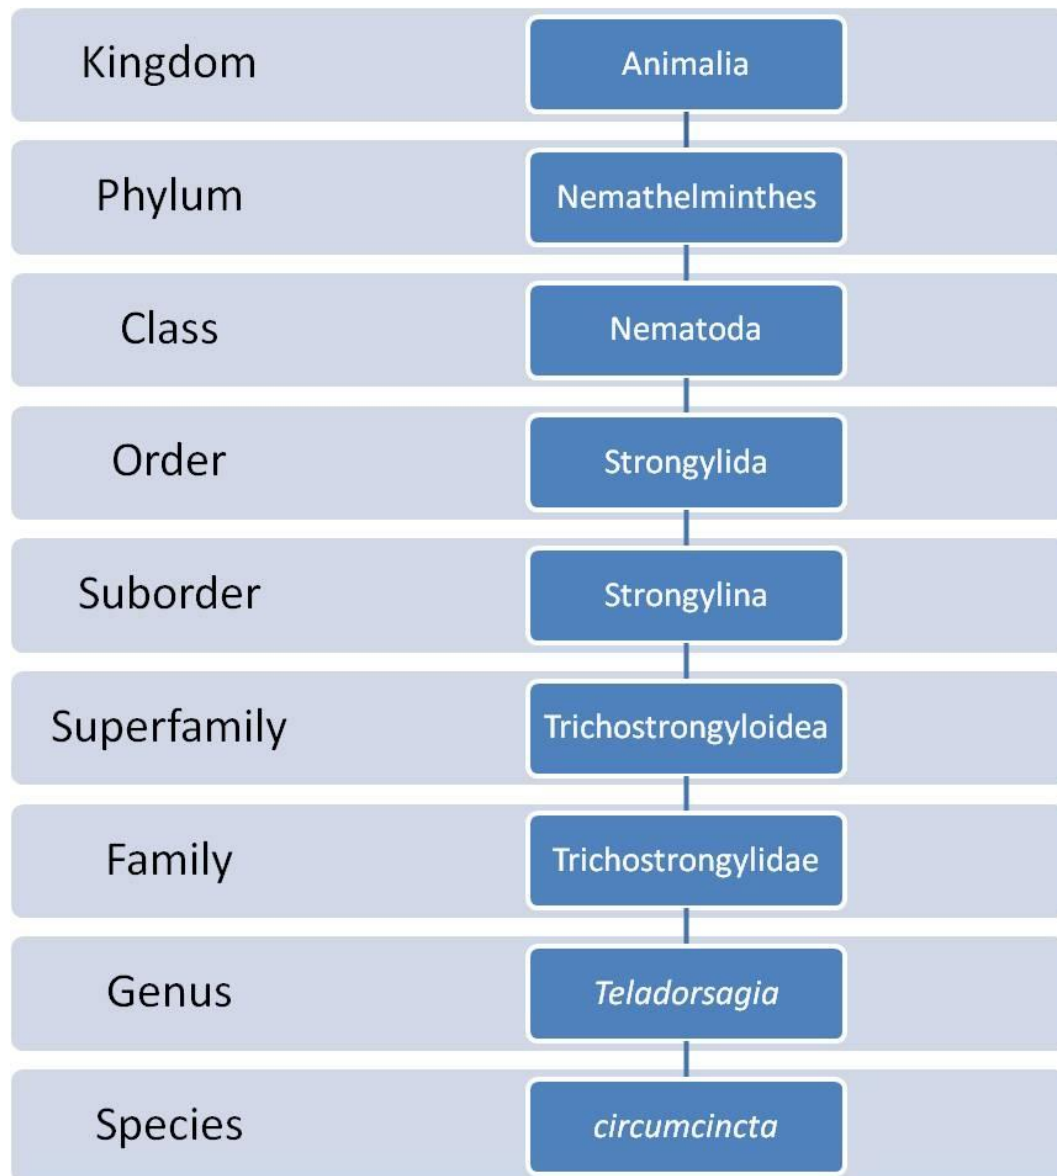 Kingdom Animalia
Phylum Nemathelminthes
Class Nematoda
Order Strongylida
Suborder Strongylina
Superfamily Trichostrongyloidea
Family Trichostrongylidae
Genus Teladorsagia
Species circumcincta